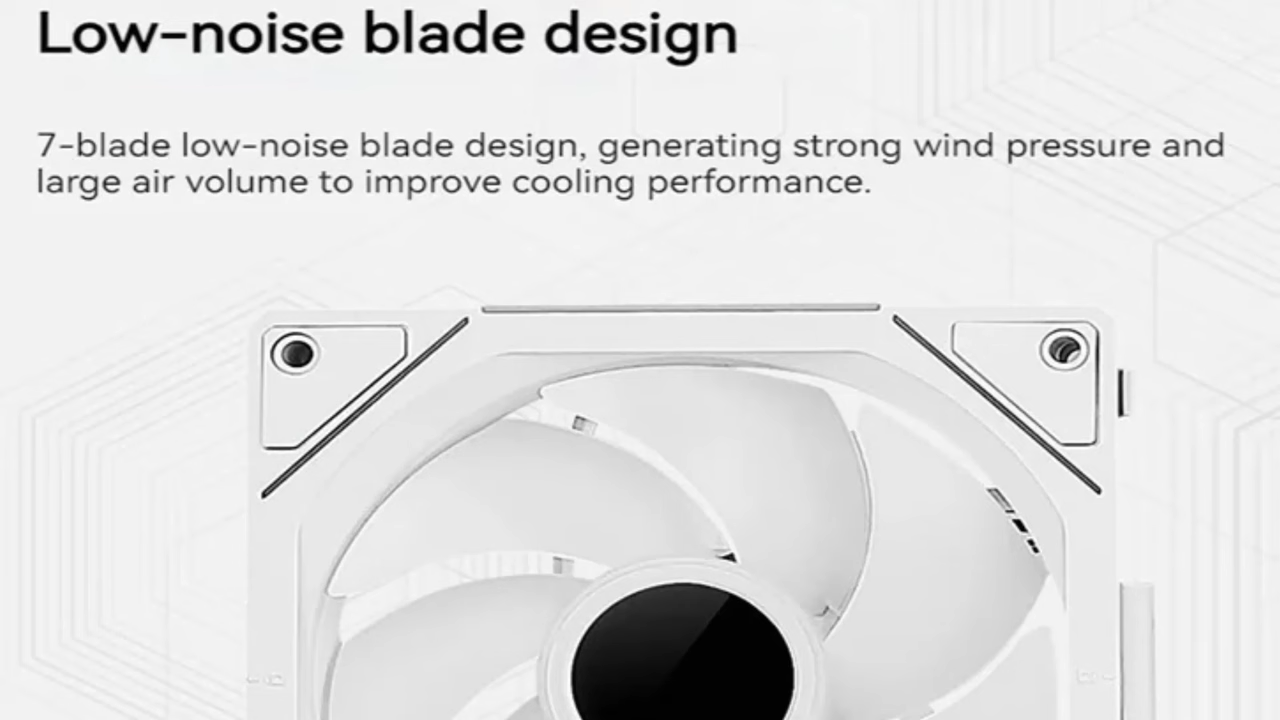 Low-noise blade design
7-blade low-noise blade design, generating strong wind pressure and
large air volume to improve cooling performance.